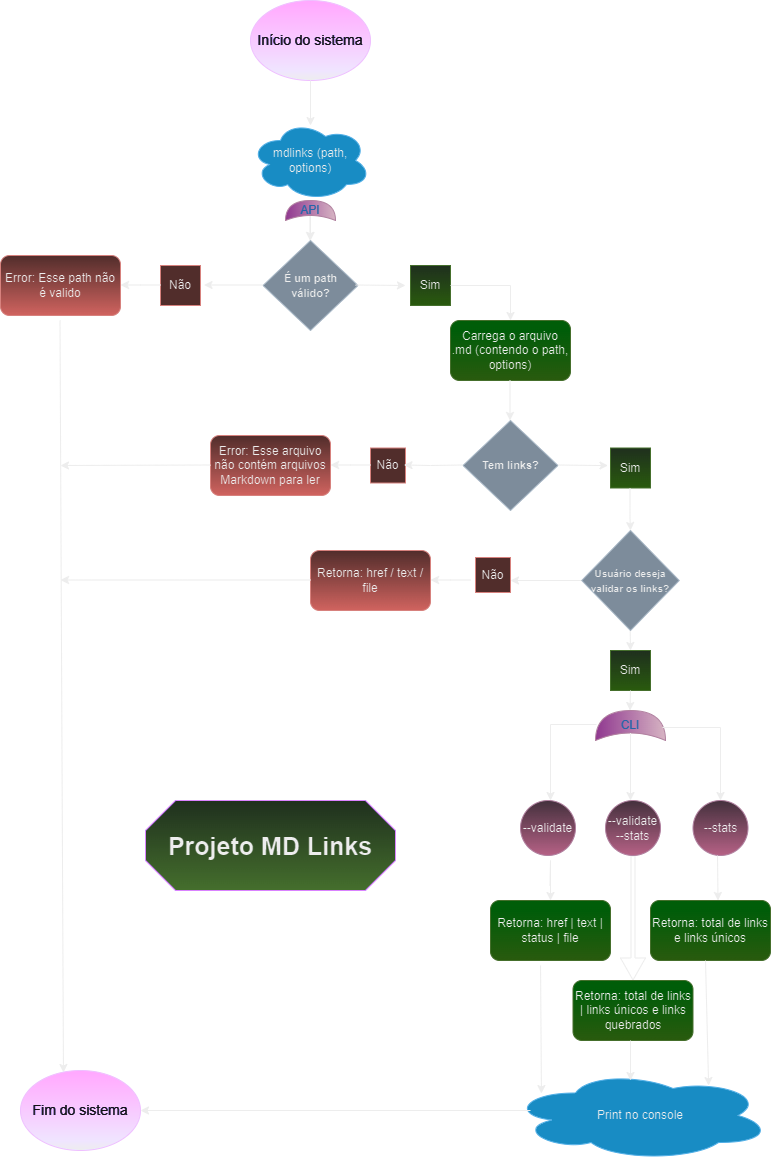 Início do sistema
mdlinks (path,
options)
API
É um path
válido?
Error: Esse path não
é valido
Não
Sim
Carrega o arquivo
.md (contendo o path,
options)
Tem links?
Error: Esse arquivo
não contém arquivos
Markdown para ler
Não
Sim
Usuário deseja
validar os links?
Retorna: href / text /
file
Não
Sim
CLI
--validate
--validate
--stats
--stats
Projeto MD Links
Retorna: href | text |
status | file
Retorna: total de links
e links únicos
Retorna: total de links
| links únicos e links
quebrados
Fim do sistema
Print no console